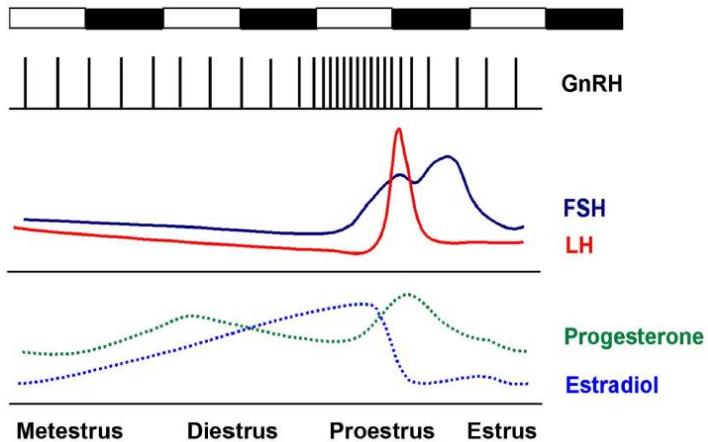 GnRH
FSH
LH
Progesterone
Estradiol
Metestrus Diestrus Proestrus Estrus